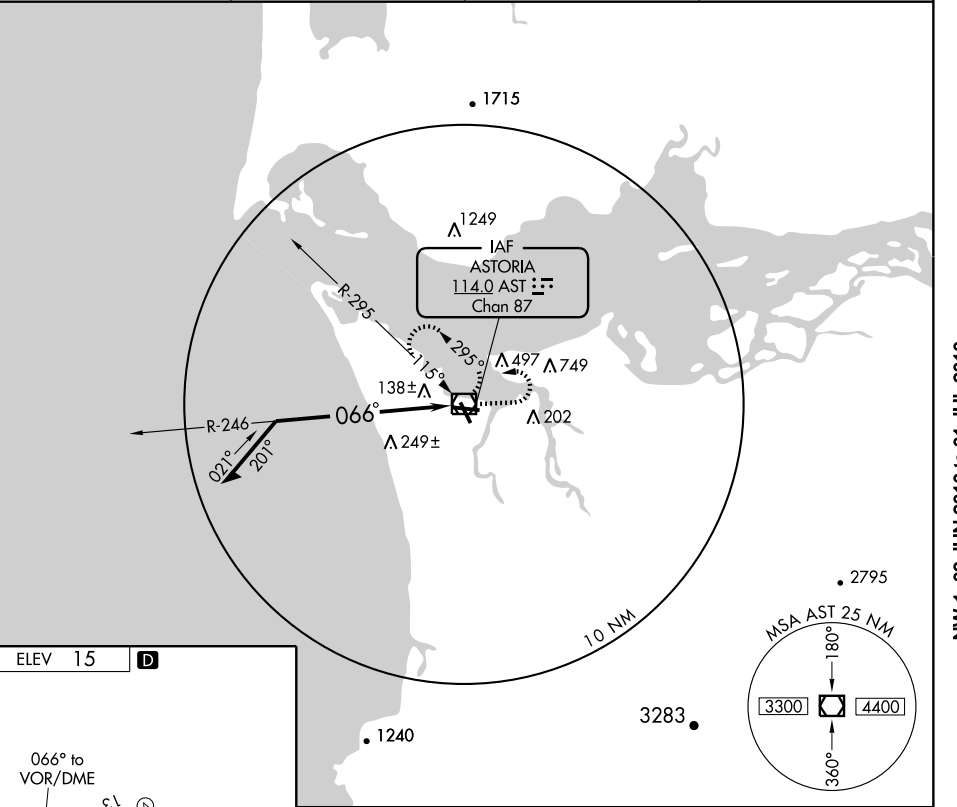 1715
1249
IAF
ASTORIA
114.0 AST
Chan 87
R-295
295°
115°
497
749
138±
066°
202
R-246
249±
021°
201°
2795
10 NM
MSA AST 25 NM
180°
3300
4400
360°
ELEV 15
D
3283
1240
066° to
VOR/DME
13
A